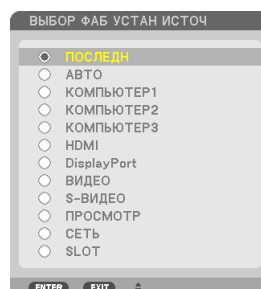 ВЫБОР ФАБ УСТАН ИСТОЧ
ПОСЛЕДН
АВТО
КОМПЬЮТЕР1
КОМПЬЮТЕР2
КОМПЬЮТЕР3
HDMI
DisplayPort
ВИДЕО
S-ВИДЕО
ПРОСМОТР
СЕТЬ
SLOT
ENTER EXIT